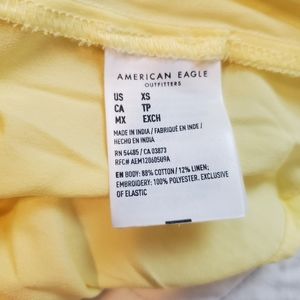 AMERICAN EAGLE
OUTFITTERS
US XS
CA TP
MX EXCH
MADE IN INDIA / FABRIQUÉ EN INDE /
HECHO EN INDIA
RN 54485 / CA 03873
RFC# AEM120605U9A
EN BODY: 88% COTTON / 12% LINEN;
EMBROIDERY: 100% POLYESTER. EXCLUSIVE
OF ELASTIC